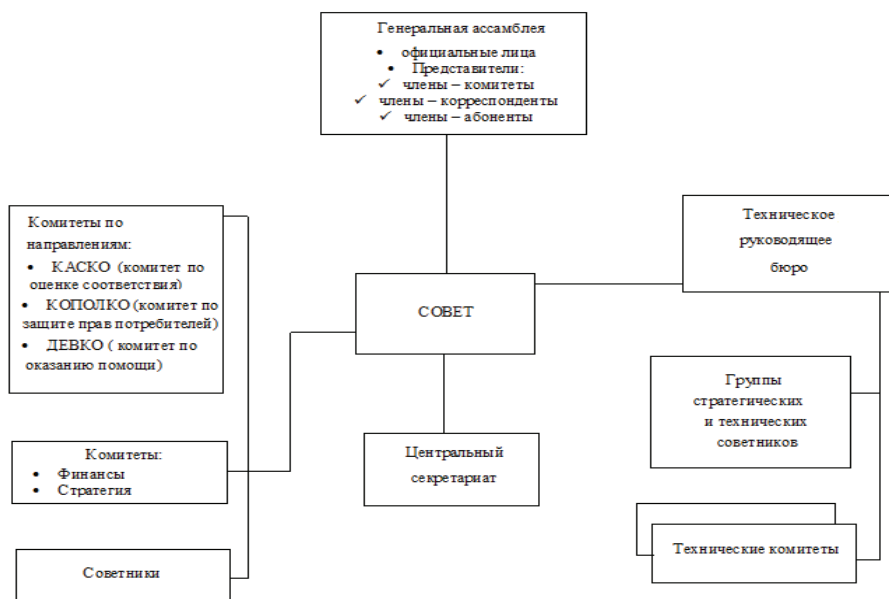 Генеральная ассамблея
• официальные лица
• Представители:
✓ члены – комитеты
✓ члены – корреспонденты
✓ члены – абоненты
Комитеты по
направлениям:
• КАСКО (комитет по
оценке соответствия)
• КОПОЛКО (комитет по
защите прав потребителей)
• ДЕВКО ( комитет по
оказанию помощи)
Техническое
руководящее
бюро
СОВЕТ
Группы
стратегических
и технических
советников
Комитеты:
• Финансы
• Стратегия
Центральный
секретариат
Технические комитеты
Советники